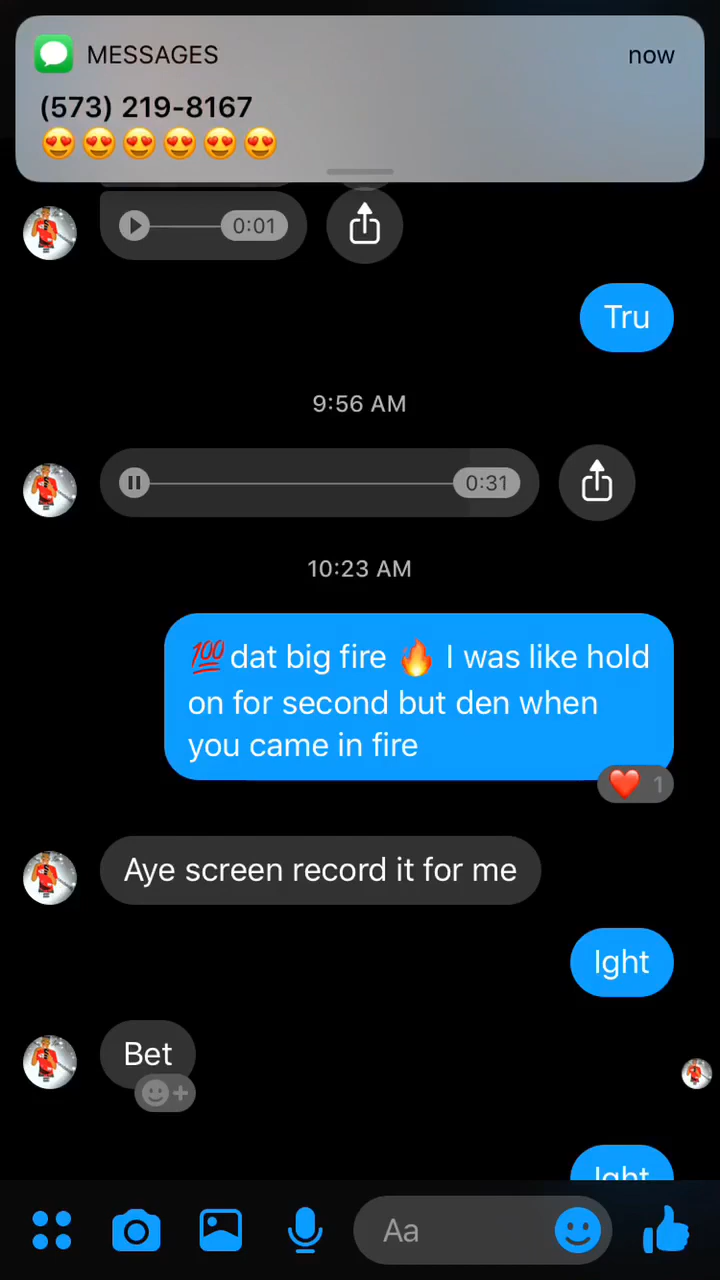 MESSAGES now
(573) 219-8167
😍😍😍😍😍😍
0:01
Tru
9:56 AM
0:31
10:23 AM
💯 dat big fire 🔥 I was like hold
on for second but den when
you came in fire
❤️ 1
Aye screen record it for me
Ight
Bet
Ight
Aa